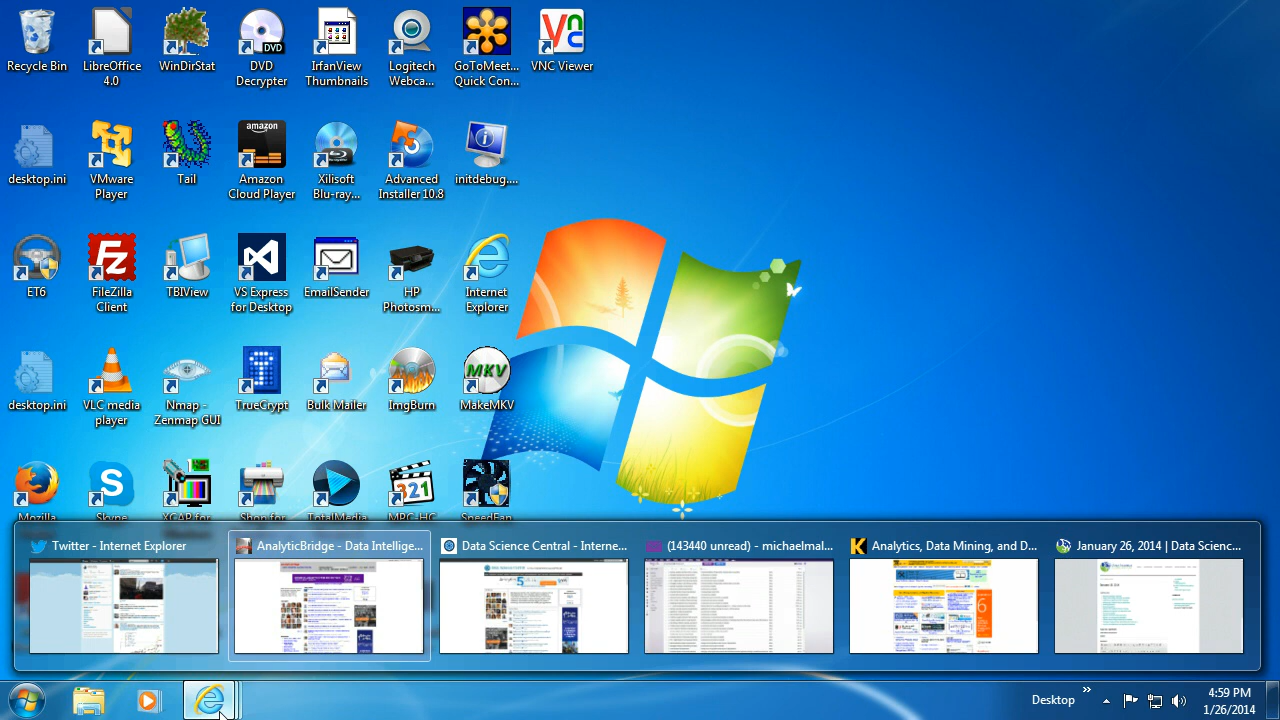 Recycle Bin
LibreOffice
4.0
WinDirStat
DVD
DVD
Decrypter
IrfanView
Thumbnails
Logitech
Webca...
GoToMeet...
Quick Con...
VNC Viewer
desktop.ini
VMware
Player
Tail
amazon
Amazon
Cloud Player
Xilisoft
Blu-ray...
Advanced
Installer 10.8
initdebug....
ET6
FileZilla
Client
TBIView
VS Express
for Desktop
EmailSender
HP
Photosm...
Internet
Explorer
desktop.ini
VLC media
player
Nmap -
Zenmap GUI
TrueCrypt
Bulk Mailer
ImgBurn
MKV
MakeMKV
321
Mozilla
Skype
XCAP for
Shop for
TotalMedia
MPC-HC
SpeedFan
Twitter - Internet Explorer
AnalyticBridge - Data Intellige...
Data Science Central - Interne...
(143440 unread) - michaelmal...
Analytics, Data Mining, and D...
January 26, 2014 | Data Scien...
Desktop
4:59 PM
1/26/2014